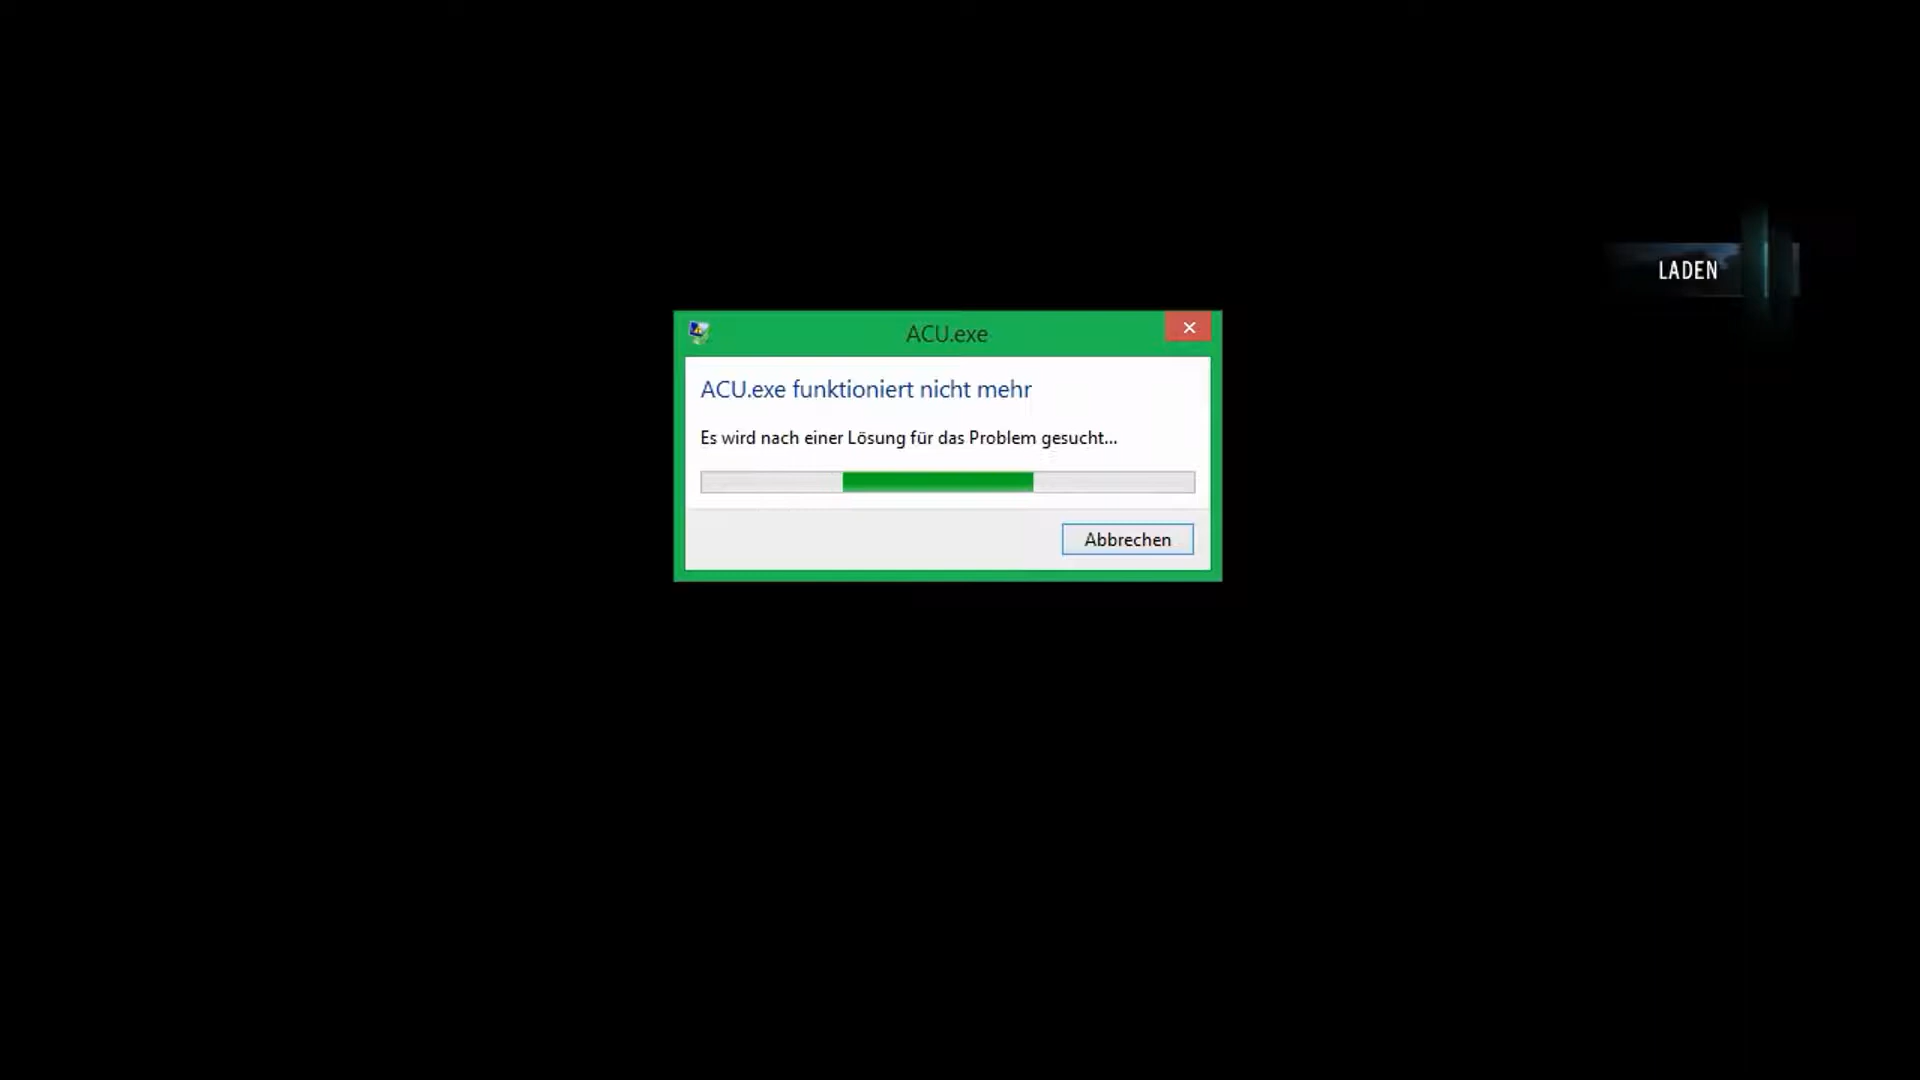 LADEN
ACU.exe
ACU.exe funktioniert nicht mehr
Es wird nach einer Lösung für das Problem gesucht...
Abbrechen